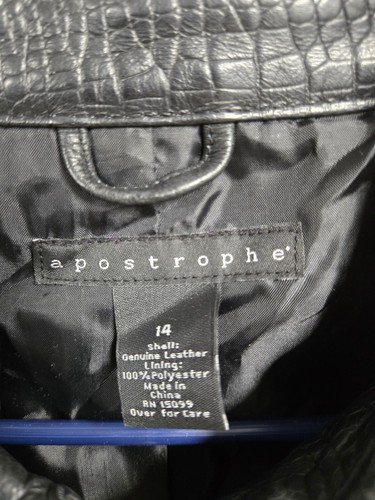 apostrophe'
14
Shell:
Genuine Leather
Lining:
100% Polyester
Made in
China
RN 15099
Over for Care